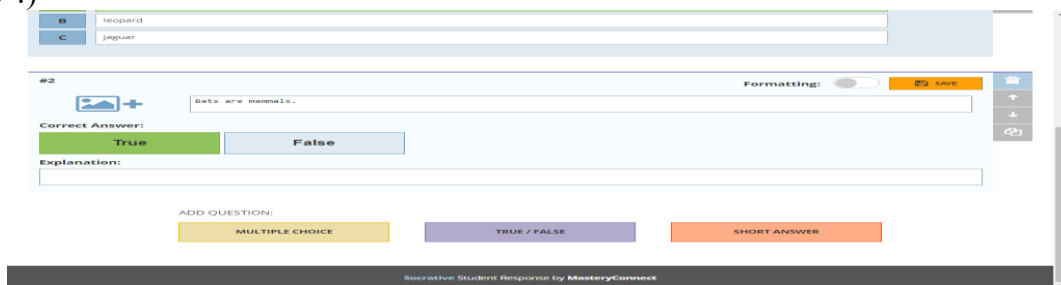 B leopard
C jaguar
#2 Formatting: SAVE
Bats are mammals.
Correct Answer:
True False
Explanation:
ADD QUESTION:
MULTIPLE CHOICE TRUE / FALSE SHORT ANSWER
Socrative Student Response by MasteryConnect